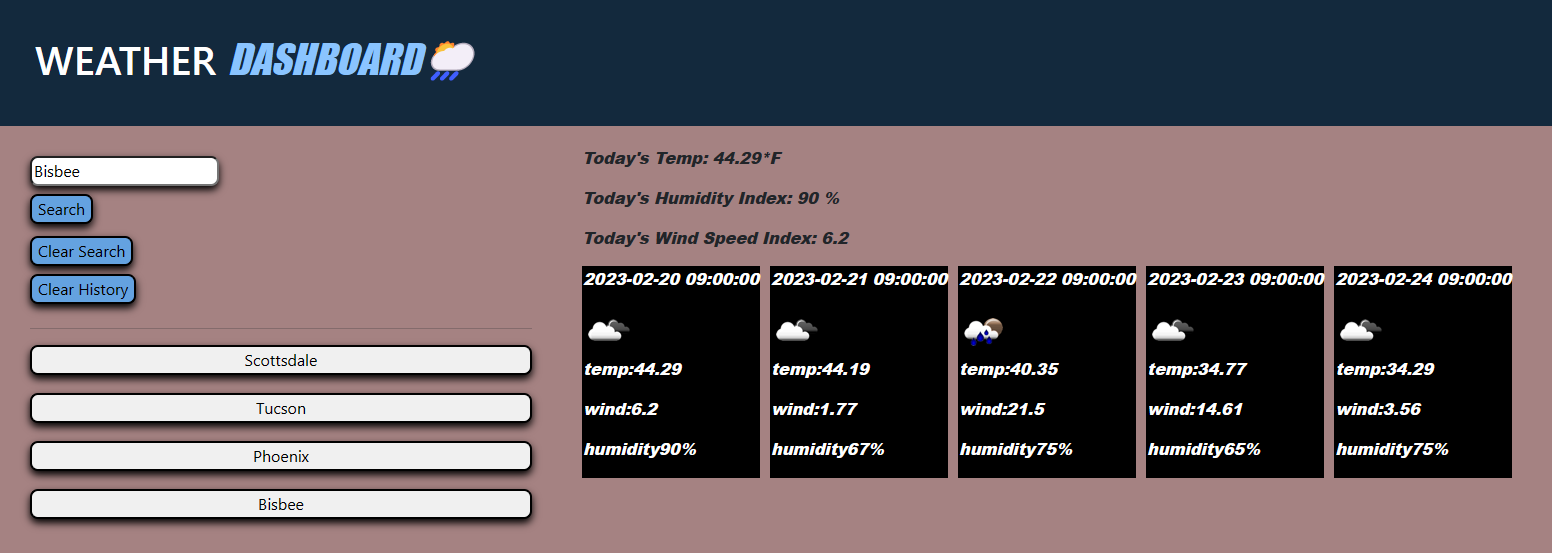 WEATHER DASHBOARD
Bisbee
Search
Clear Search
Clear History
Scottsdale
Tucson
Phoenix
Bisbee
Today's Temp: 44.29*F
Today's Humidity Index: 90 %
Today's Wind Speed Index: 6.2
2023-02-20 09:00:00
temp:44.29
wind:6.2
humidity90%
2023-02-21 09:00:00
temp:44.19
wind:1.77
humidity67%
2023-02-22 09:00:00
temp:40.35
wind:21.5
humidity75%
2023-02-23 09:00:00
temp:34.77
wind:14.61
humidity65%
2023-02-24 09:00:00
temp:34.29
wind:3.56
humidity75%